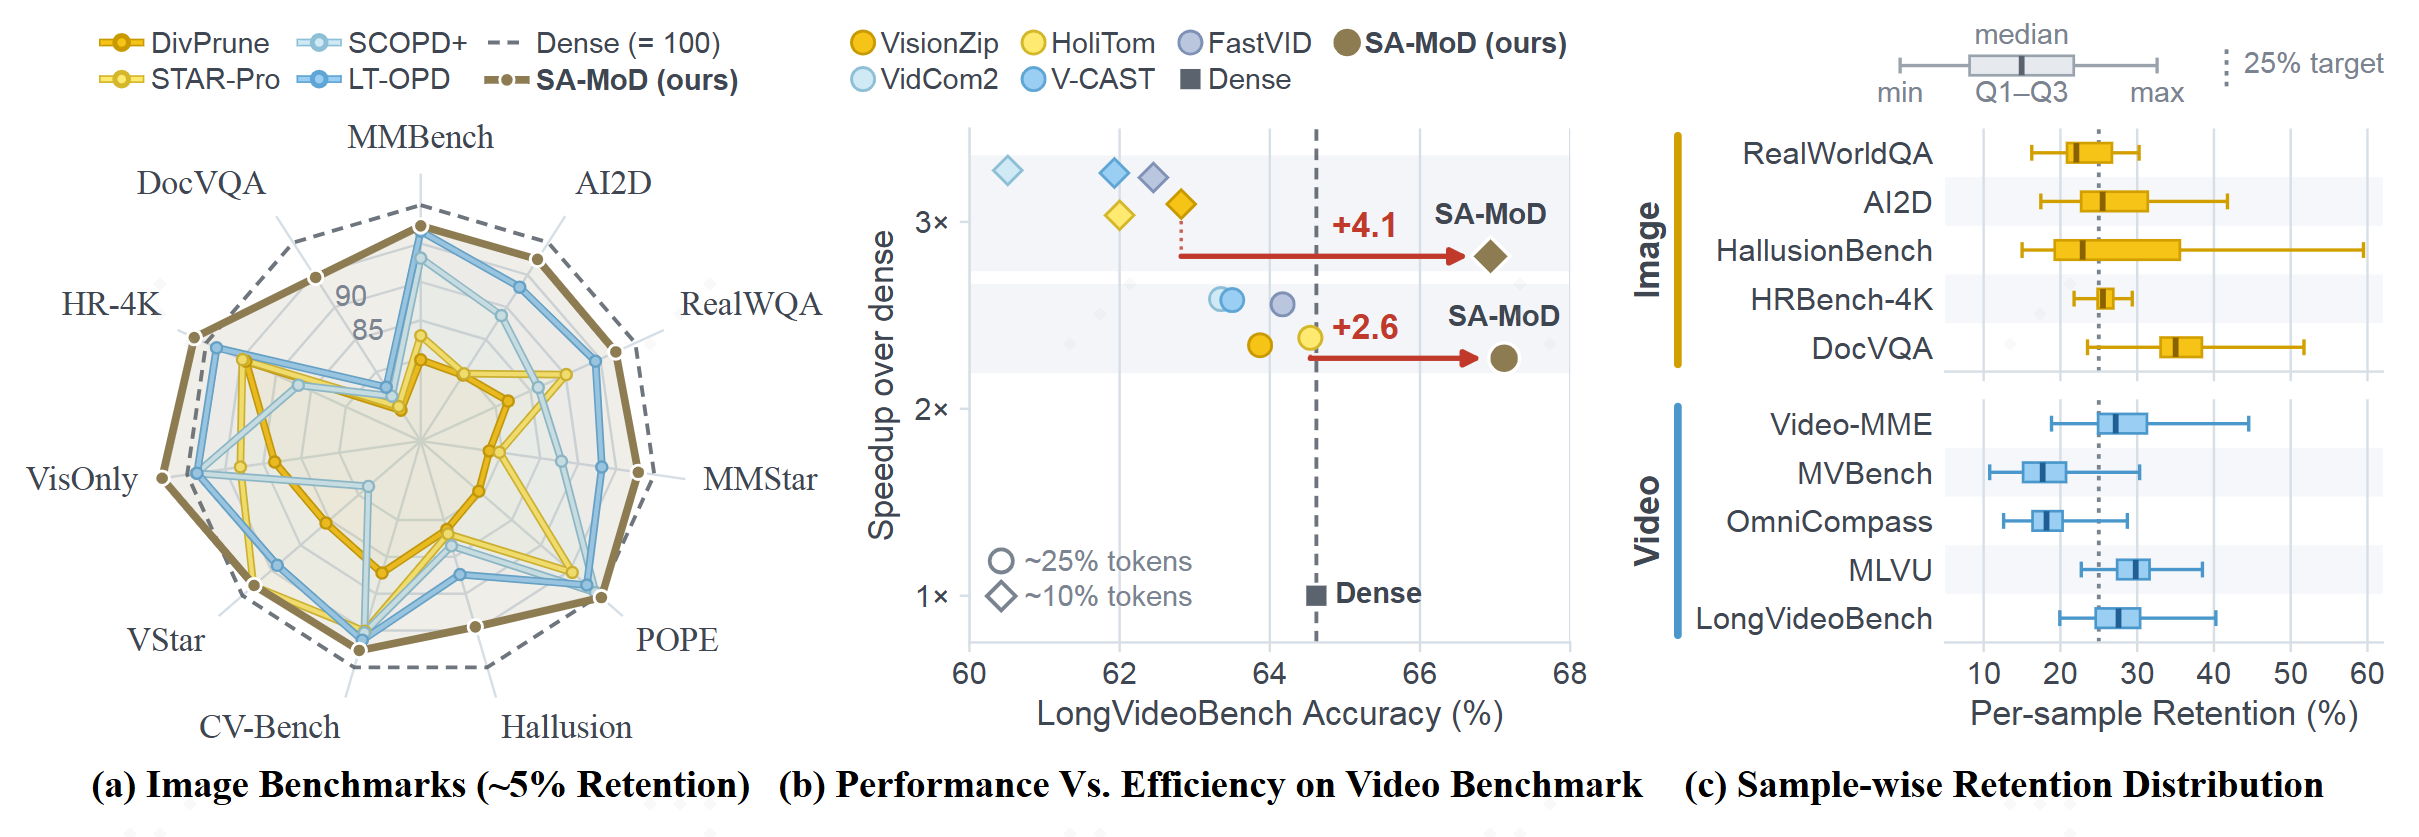 DivPrune SCOPD+ Dense (= 100)
STAR-Pro LT-OPD SA-MoD (ours)
MMBench
DocVQA AI2D
HR-4K 90 RealWQA
85
VisOnly MMStar
VStar POPE
CV-Bench Hallusion
(a) Image Benchmarks (~5% Retention)
VisionZip HoliTom FastVID SA-MoD (ours)
VidCom2 V-CAST Dense
Speedup over dense
3×
2×
1×
+4.1 SA-MoD
+2.6 SA-MoD
~25% tokens
~10% tokens
Dense
60 62 64 66 68
LongVideoBench Accuracy (%)
(b) Performance Vs. Efficiency on Video Benchmark
median
min Q1–Q3 max
25% target
Image
RealWorldQA
AI2D
HallusionBench
HRBench-4K
DocVQA
Video
Video-MME
MVBench
OmniCompass
MLVU
LongVideoBench
10 20 30 40 50 60
Per-sample Retention (%)
(c) Sample-wise Retention Distribution